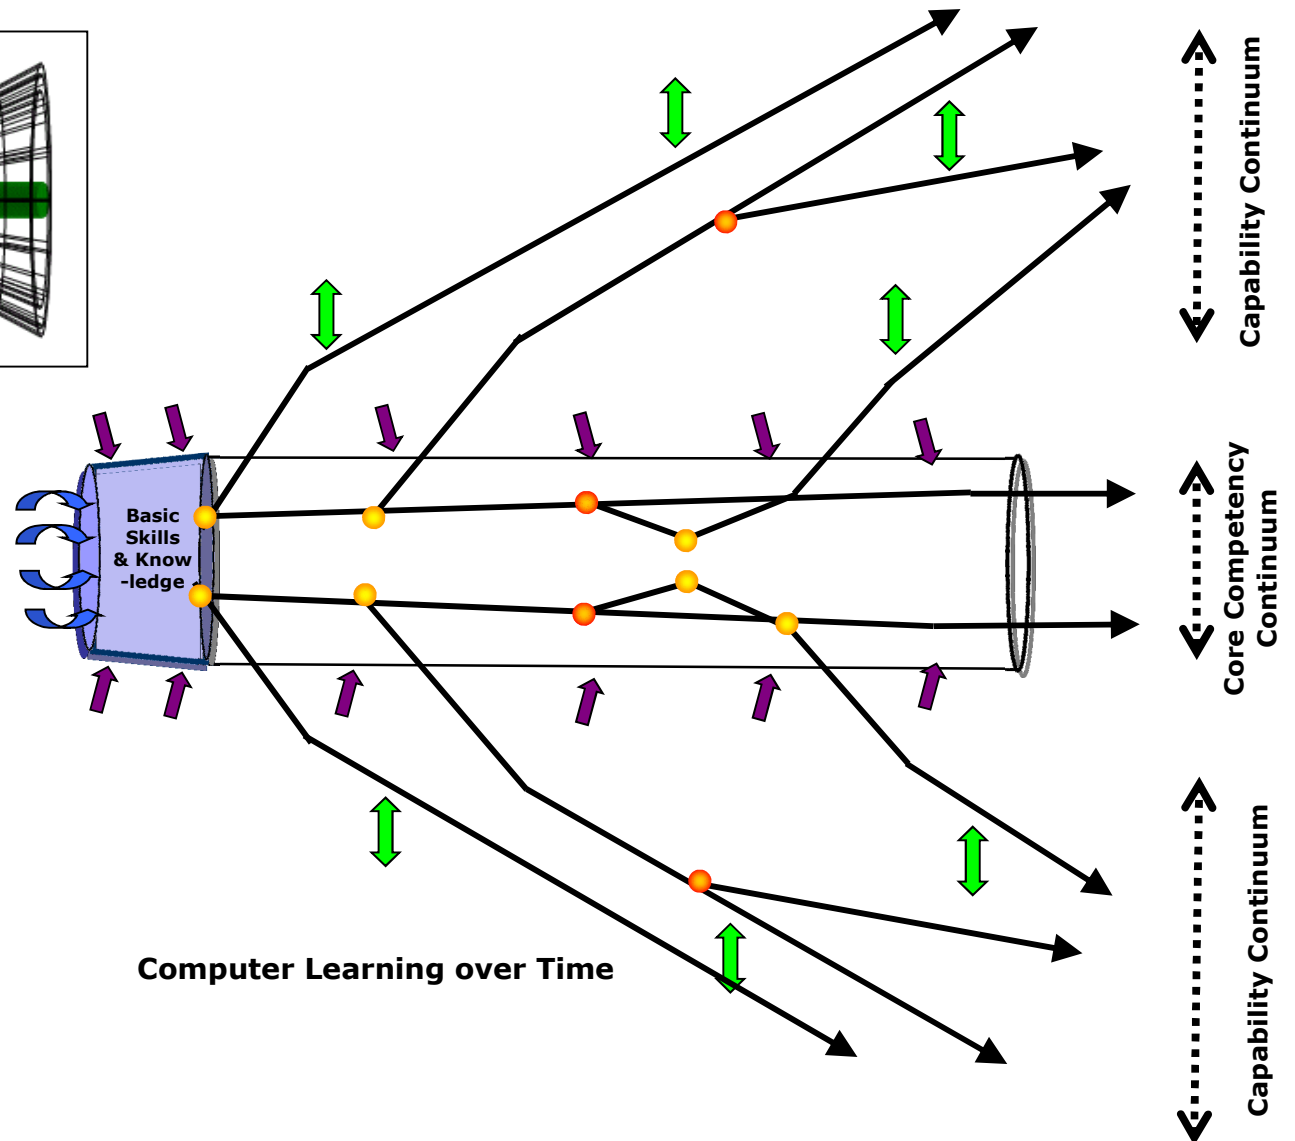 Capability Continuum
Basic
Skills
& Know
-ledge
Core Competency
Continuum
Computer Learning over Time
Capability Continuum